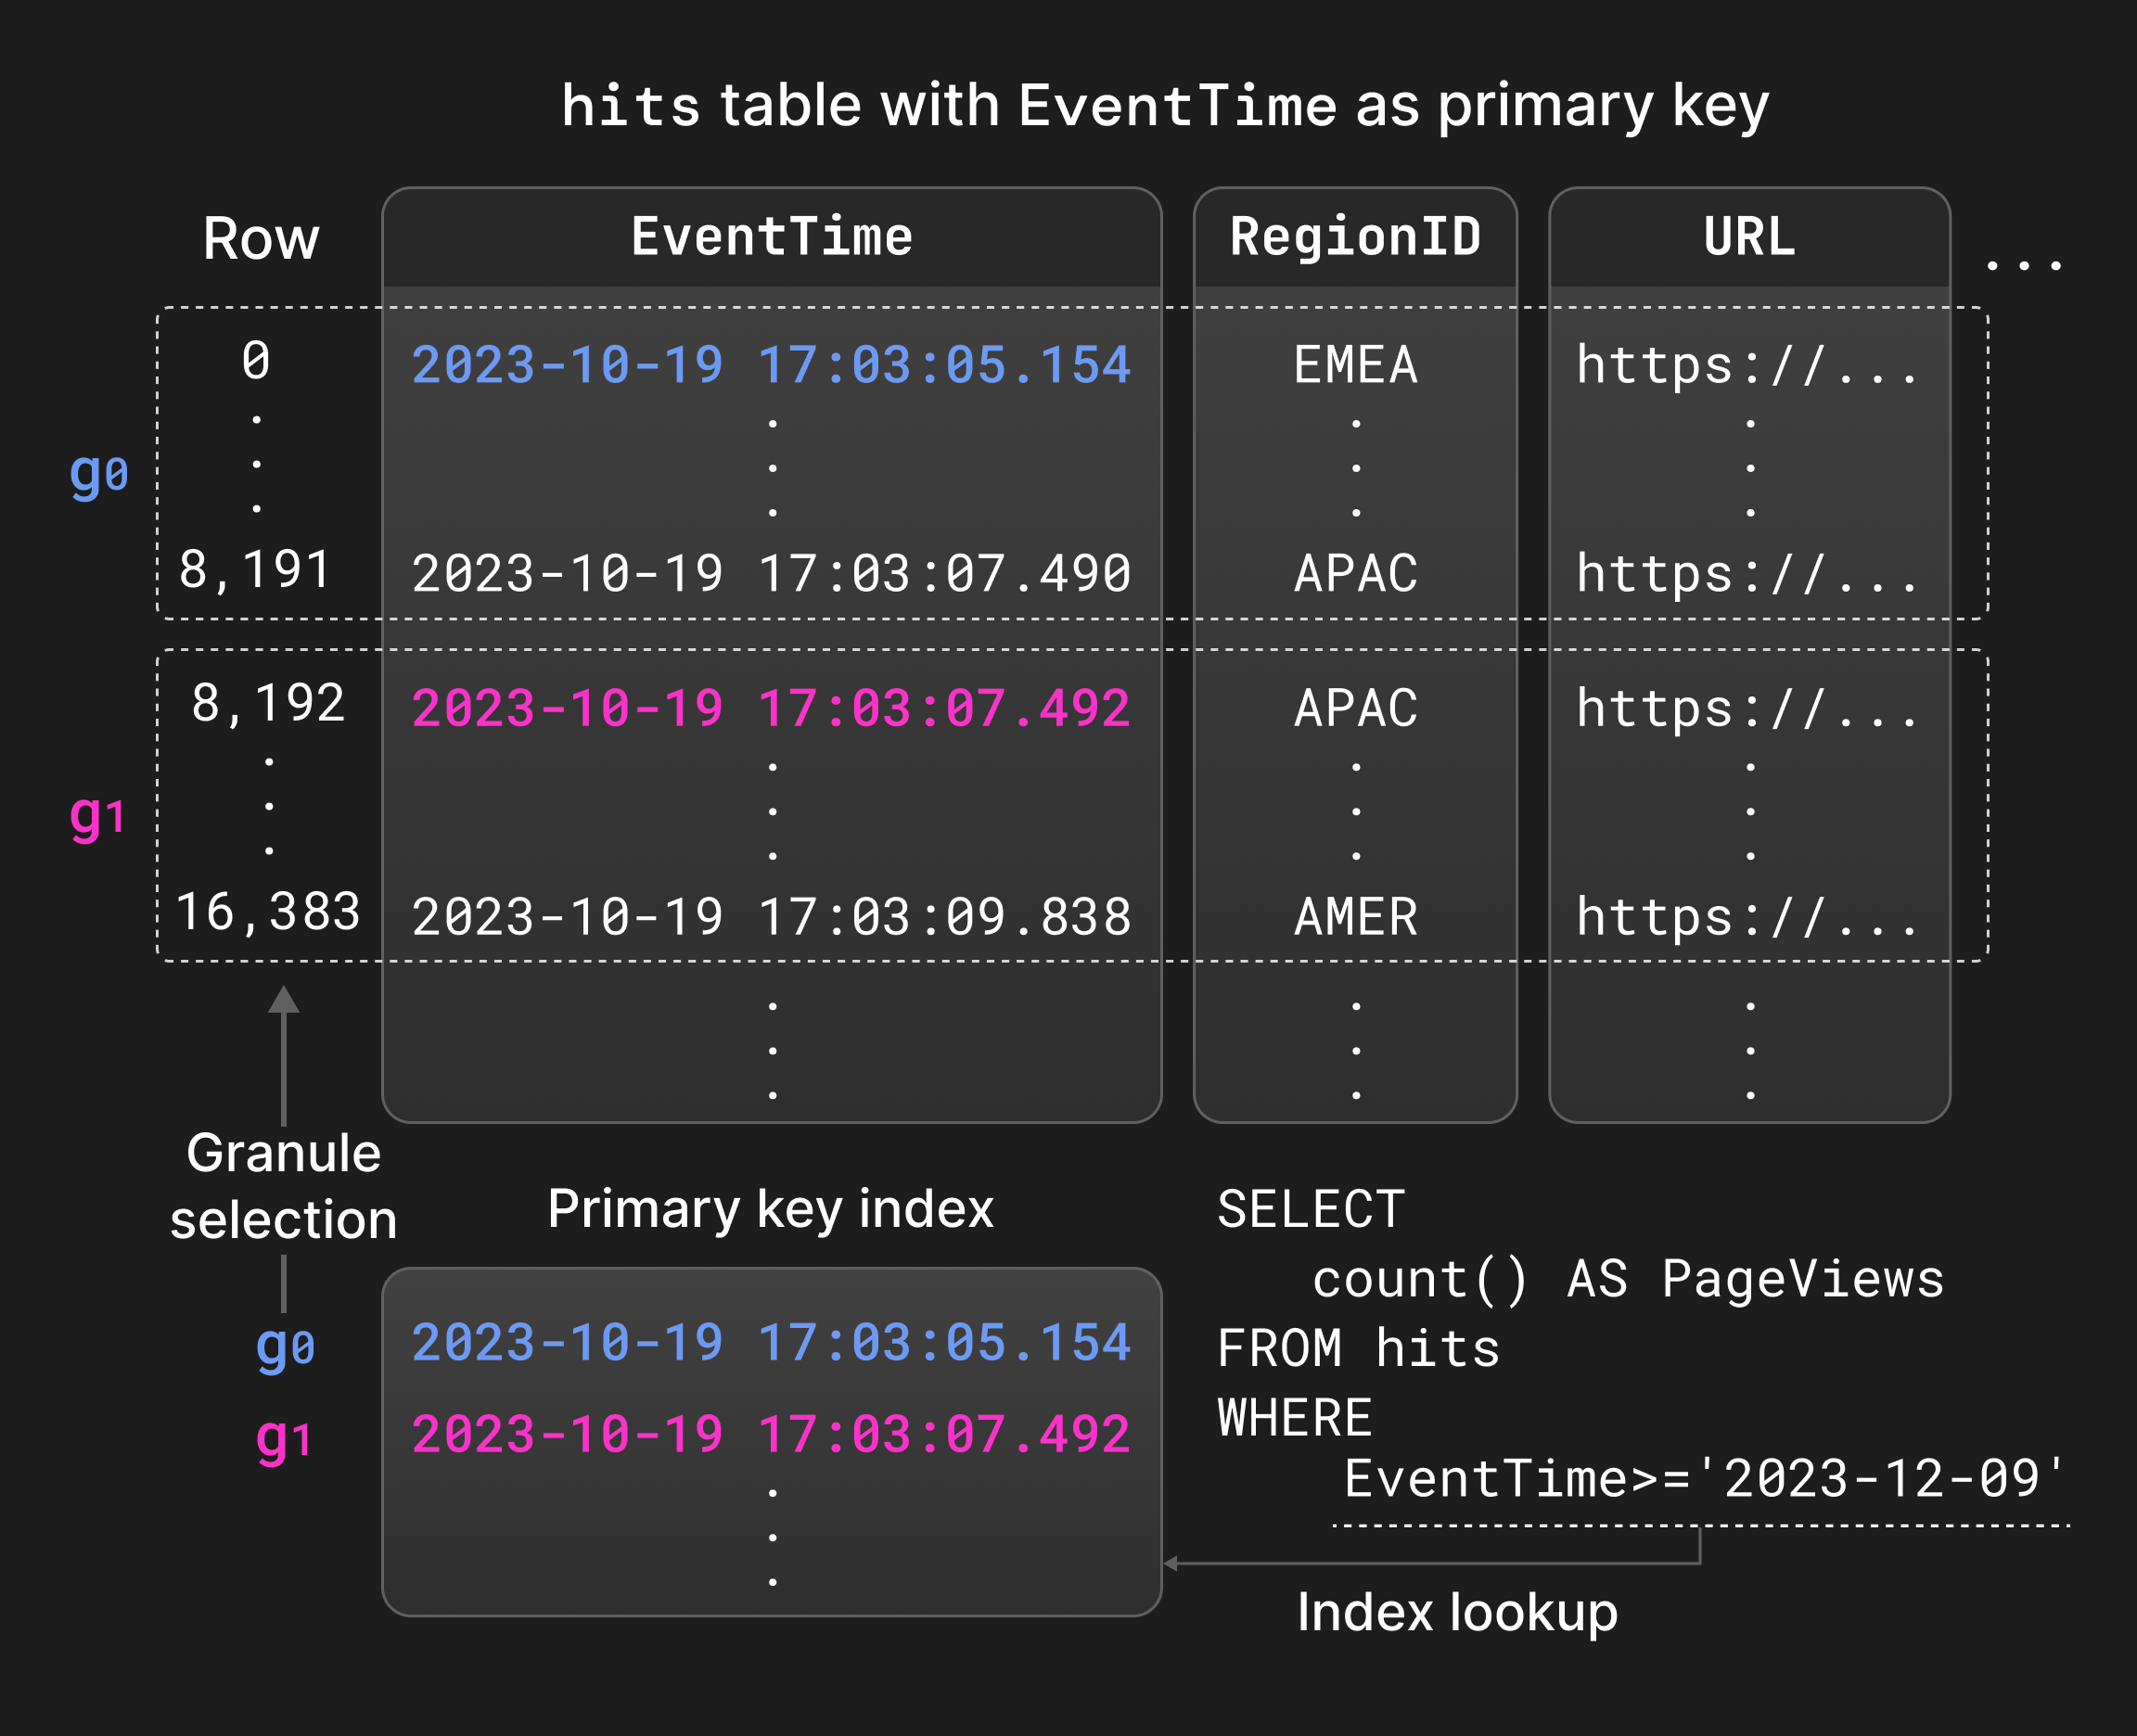 hits table with EventTime as primary key
Row EventTime RegionID URL ...
0 2023-10-19 17:03:05.154 EMEA https://...
g0
8,191 2023-10-19 17:03:07.490 APAC https://...
8,192 2023-10-19 17:03:07.492 APAC https://...
g1
16,383 2023-10-19 17:03:09.838 AMER https://...
Granule
selection
Primary key index
g0 2023-10-19 17:03:05.154
g1 2023-10-19 17:03:07.492
SELECT
count() AS PageViews
FROM hits
WHERE
EventTime>='2023-12-09'
Index lookup